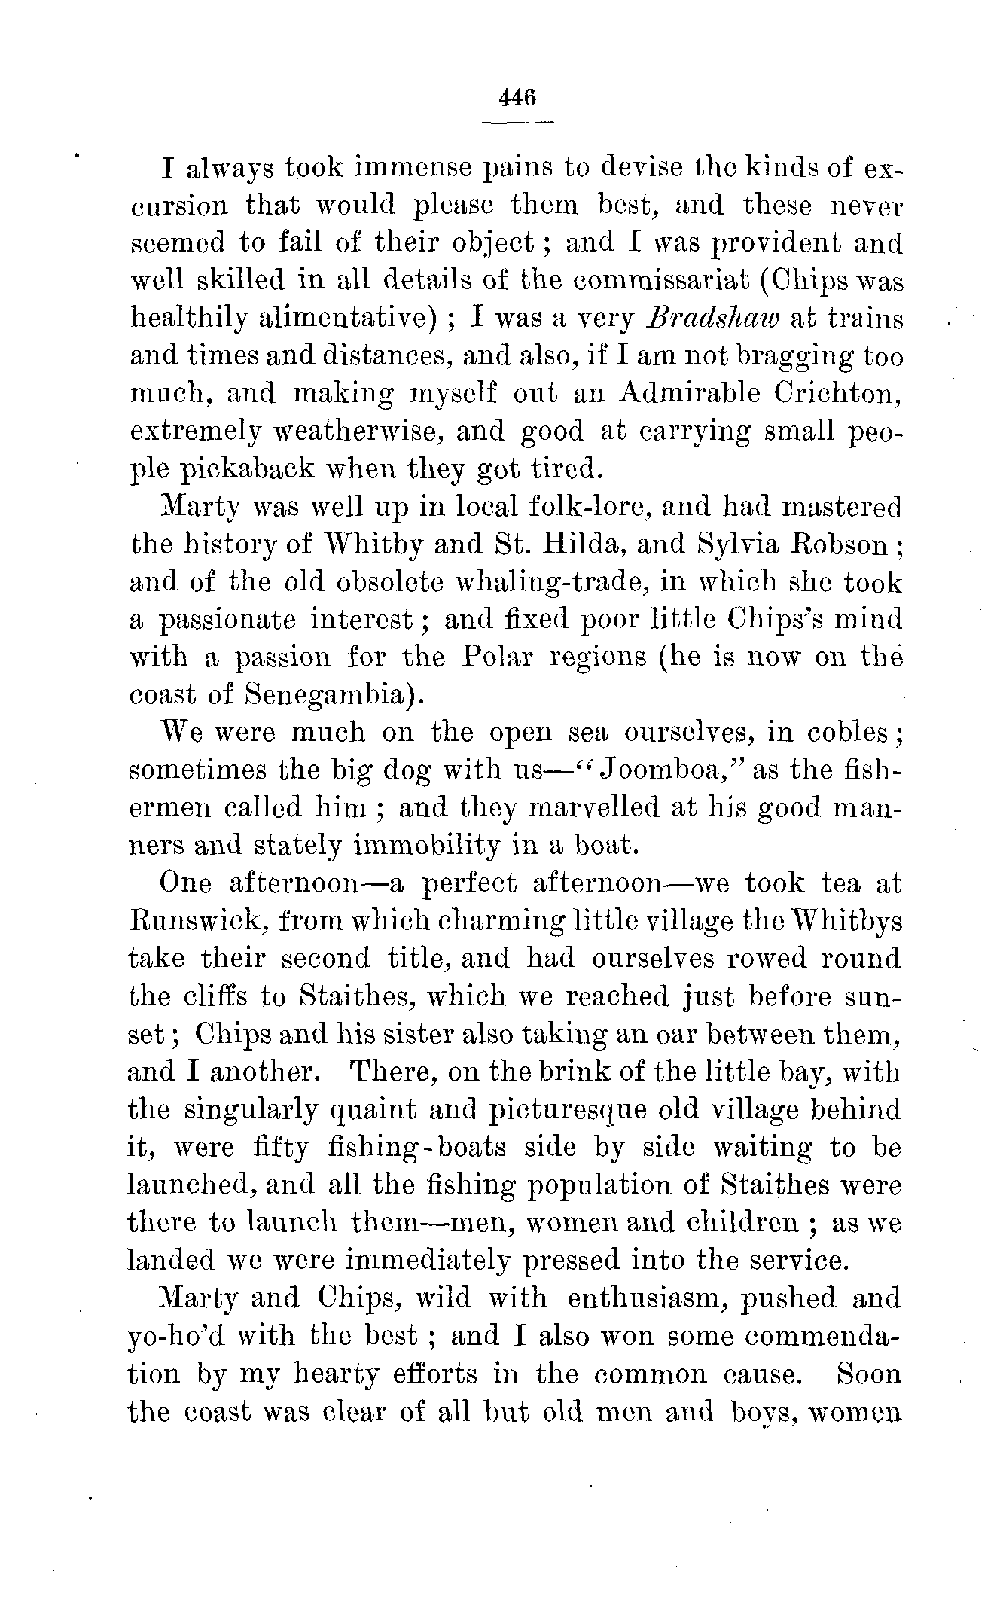 446
I always took immense pains to devise the kinds of ex-
cursion that would please them best, and these never
seemed to fail of their object; and I was provident and
well skilled in all details of the commissariat (Chips was
healthily alimentative) ; I was a very Bradshaw at trains
and times and distances, and also, if I am not bragging too
much, and making myself out an Admirable Crichton,
extremely weatherwise, and good at carrying small peo-
ple pickaback when they got tired.
Marty was well up in local folk-lore, and had mastered
the history of Whitby and St. Hilda, and Sylvia Robson ;
and of the old obsolete whaling-trade, in which she took
a passionate interest ; and fixed poor little Chips's mind
with a passion for the Polar regions (he is now on the
coast of Senegambia).
We were much on the open sea ourselves, in cobles ;
sometimes the big dog with us—“Joomboa,” as the fish-
ermen called him ; and they marvelled at his good man-
ners and stately immobility in a boat.
One afternoon—a perfect afternoon—we took tea at
Runswick, from which charming little village the Whitbys
take their second title, and had ourselves rowed round
the cliffs to Staithes, which we reached just before sun-
set ; Chips and his sister also taking an oar between them,
and I another. There, on the brink of the little bay, with
the singularly quaint and picturesque old village behind
it, were fifty fishing-boats side by side waiting to be
launched, and all the fishing population of Staithes were
there to launch them—men, women and children ; as we
landed we were immediately pressed into the service.
Marty and Chips, wild with enthusiasm, pushed and
yo-ho'd with the best ; and I also won some commenda-
tion by my hearty efforts in the common cause. Soon
the coast was clear of all but old men and boys, women